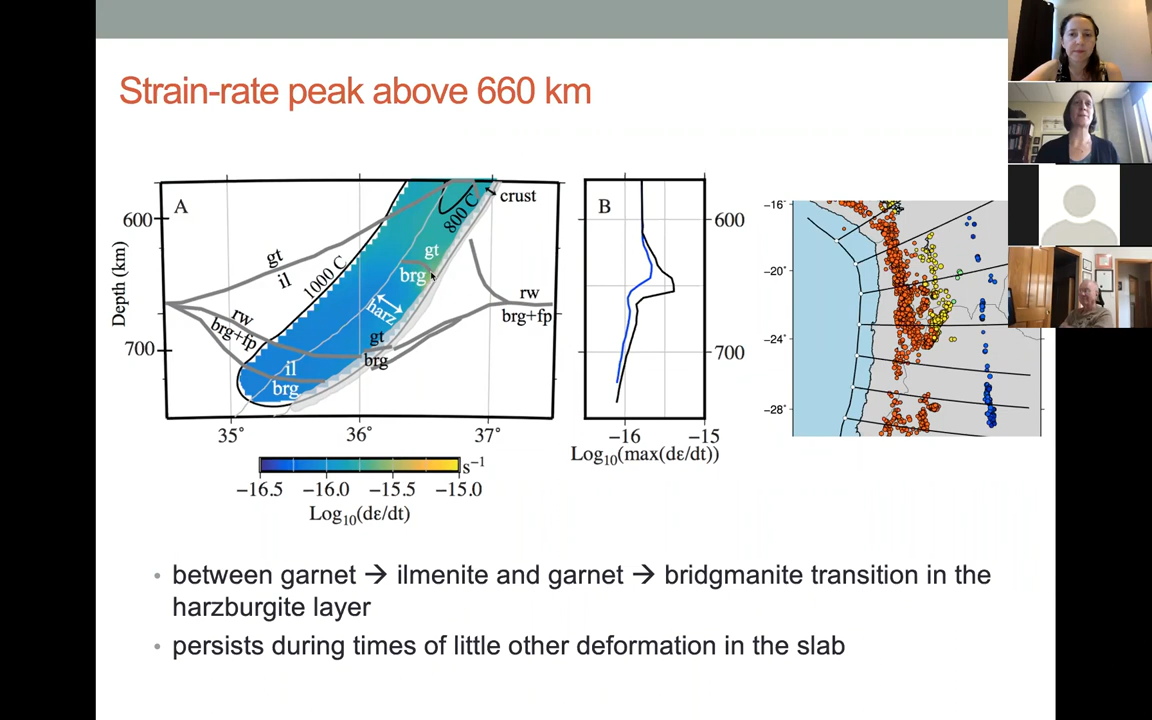 Strain-rate peak above 660 km
A
600
700
Depth (km)
gt
il
1000 C
800 C
crust
gt
brg
harz
rw
brg+fp
rw
brg+fp
gt
brg
il
brg
35°
36°
37°
s⁻¹
−16.5 −16.0 −15.5 −15.0
Log₁₀(dε/dt)
B
600
700
−16 −15
Log₁₀(max(dε/dt))
−16°
−20°
−24°
−28°
• between garnet → ilmenite and garnet → bridgmanite transition in the
harzburgite layer
• persists during times of little other deformation in the slab